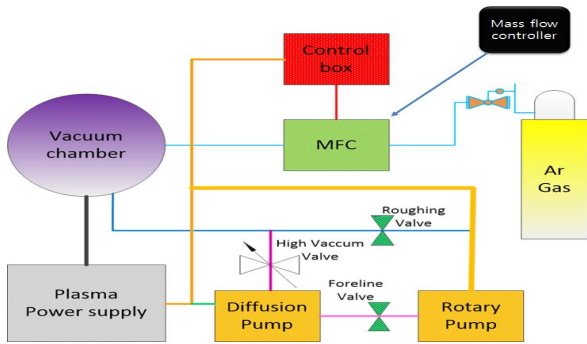 Mass flow
controller
Control
box
Vacuum
chamber
MFC
Ar
Gas
Roughing
Valve
High Vaccum
Valve
Foreline
Valve
Plasma
Power supply
Diffusion
Pump
Rotary
Pump